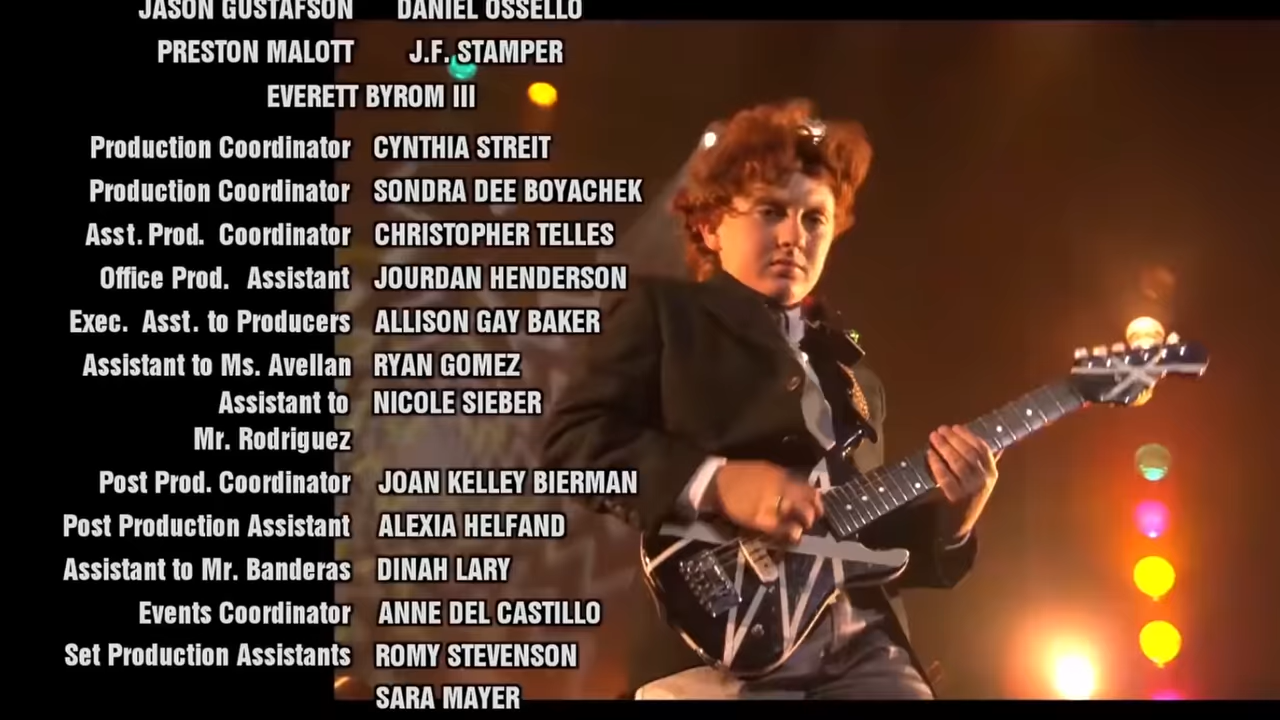 JASON GUSTAFSON DANIEL OSSELLO
PRESTON MALOTT J.F. STAMPER
EVERETT BYROM III
Production Coordinator CYNTHIA STREIT
Production Coordinator SONDRA DEE BOYACHEK
Asst. Prod. Coordinator CHRISTOPHER TELLES
Office Prod. Assistant JOURDAN HENDERSON
Exec. Asst. to Producers ALLISON GAY BAKER
Assistant to Ms. Avellan RYAN GOMEZ
Assistant to NICOLE SIEBER
Mr. Rodriguez
Post Prod. Coordinator JOAN KELLEY BIERMAN
Post Production Assistant ALEXIA HELFAND
Assistant to Mr. Banderas DINAH LARY
Events Coordinator ANNE DEL CASTILLO
Set Production Assistants ROMY STEVENSON
SARA MAYER